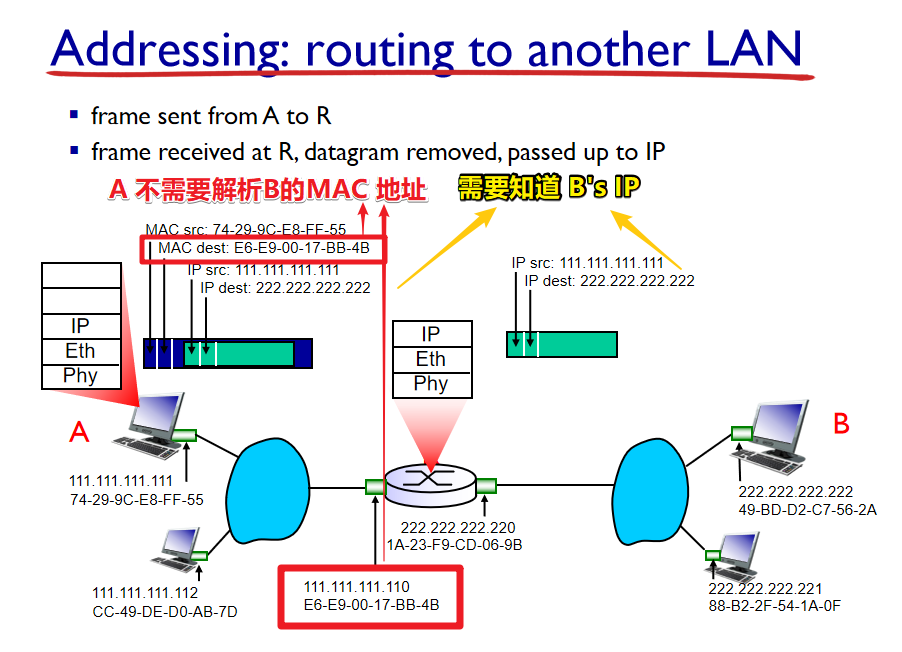 Addressing: routing to another LAN
frame sent from A to R
frame received at R, datagram removed, passed up to IP
A 不需要解析B的MAC 地址
需要知道 B's IP
MAC src: 74-29-9C-E8-FF-55
MAC dest: E6-E9-00-17-BB-4B
IP src: 111.111.111.111
IP dest: 222.222.222.222
IP src: 111.111.111.111
IP dest: 222.222.222.222
IP
Eth
Phy
IP
Eth
Phy
A
B
111.111.111.111
74-29-9C-E8-FF-55
222.222.222.222
49-BD-D2-C7-56-2A
222.222.222.220
1A-23-F9-CD-06-9B
111.111.111.112
CC-49-DE-D0-AB-7D
111.111.111.110
E6-E9-00-17-BB-4B
222.222.222.221
88-B2-2F-54-1A-0F